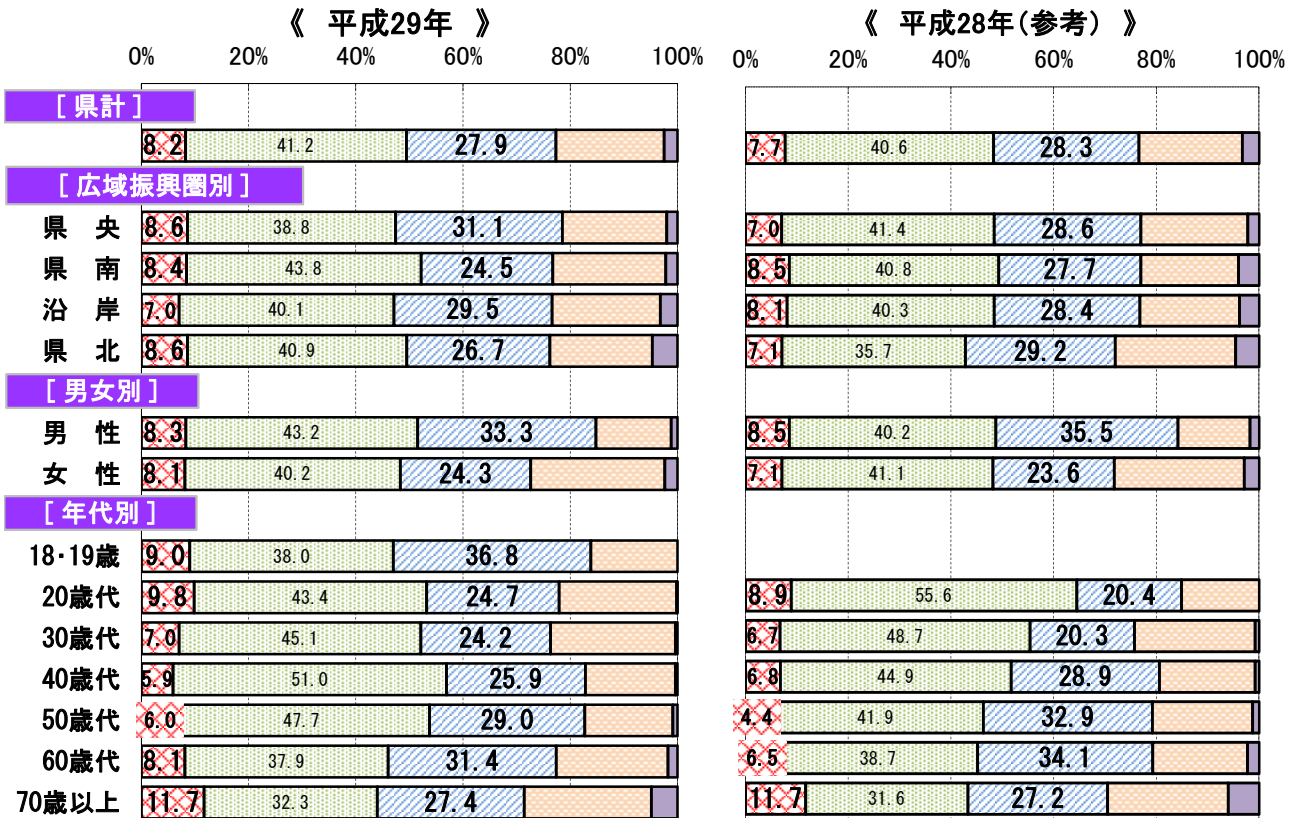 《 平成29年 》
《 平成28年(参考) 》
0% 20% 40% 60% 80% 100%
0% 20% 40% 60% 80% 100%
[ 県計 ]
8.2 41.2 27.9
7.7 40.6 28.3
[ 広域振興圏別 ]
県 央 8.6 38.8 31.1
7.0 41.4 28.6
県 南 8.4 43.8 24.5
8.5 40.8 27.7
沿 岸 7.0 40.1 29.5
8.1 40.3 28.4
県 北 8.6 40.9 26.7
7.1 35.7 29.2
[ 男女別 ]
男 性 8.3 43.2 33.3
8.5 40.2 35.5
女 性 8.1 40.2 24.3
7.1 41.1 23.6
[ 年代別 ]
18・19歳 9.0 38.0 36.8
20歳代 9.8 43.4 24.7
8.9 55.6 20.4
30歳代 7.0 45.1 24.2
6.7 48.7 20.3
40歳代 5.9 51.0 25.9
6.8 44.9 28.9
50歳代 6.0 47.7 29.0
4.4 41.9 32.9
60歳代 8.1 37.9 31.4
6.5 38.7 34.1
70歳以上 11.7 32.3 27.4
11.7 31.6 27.2